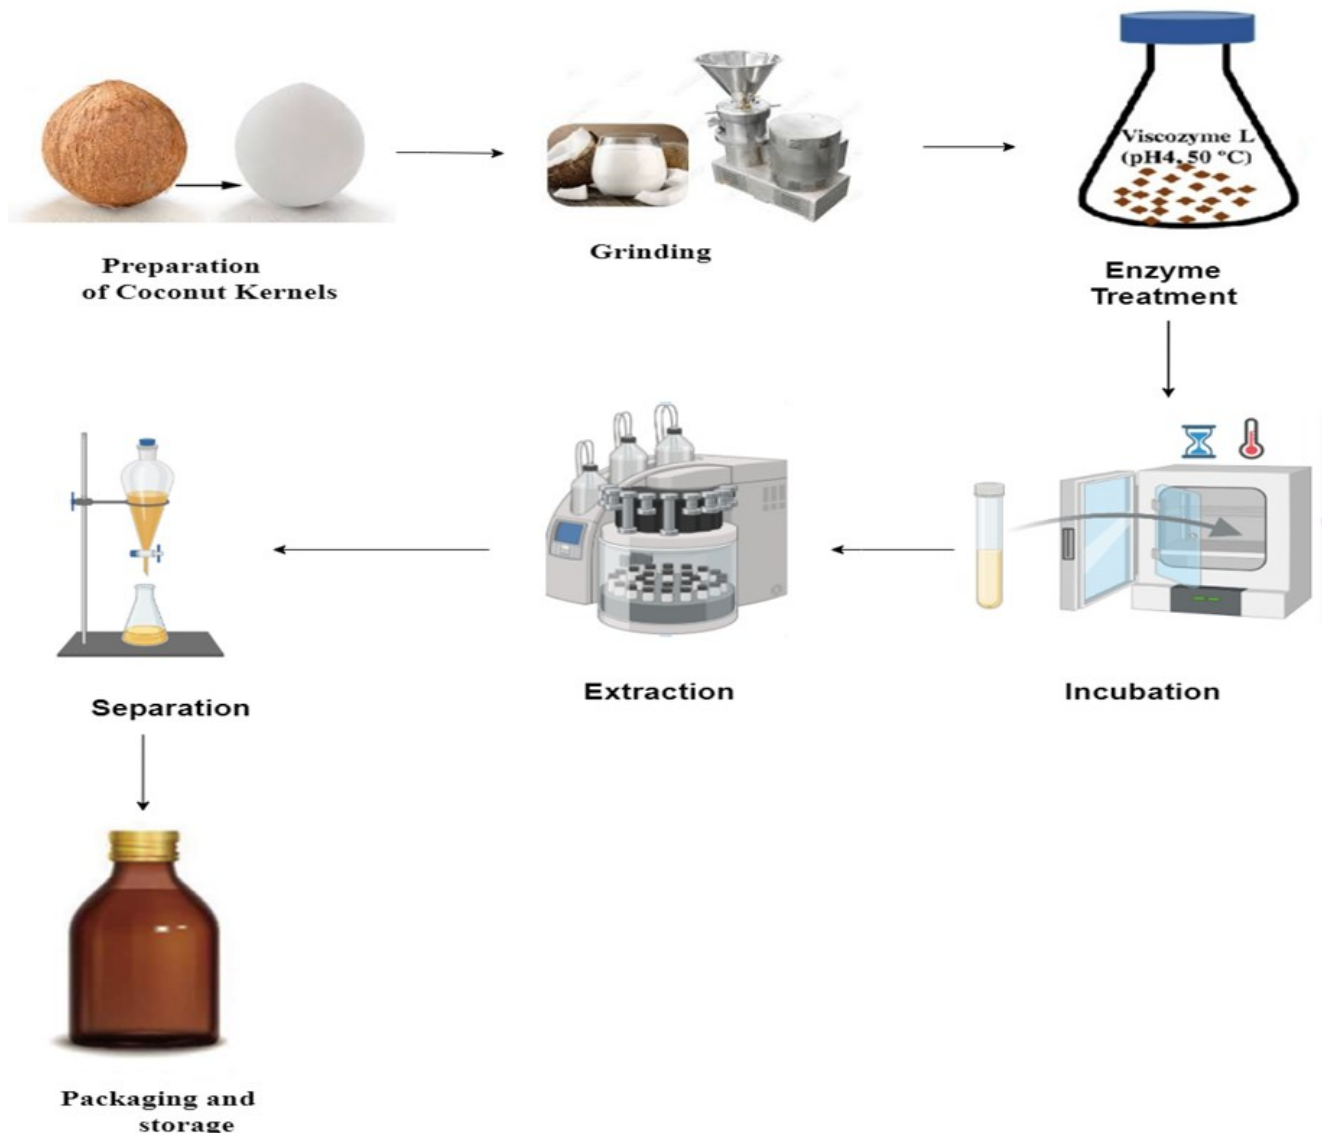 Preparation
of Coconut Kernels
Grinding
Viscozyme L
(pH4, 50 °C)
Enzyme
Treatment
Incubation
Extraction
Separation
Packaging and
storage